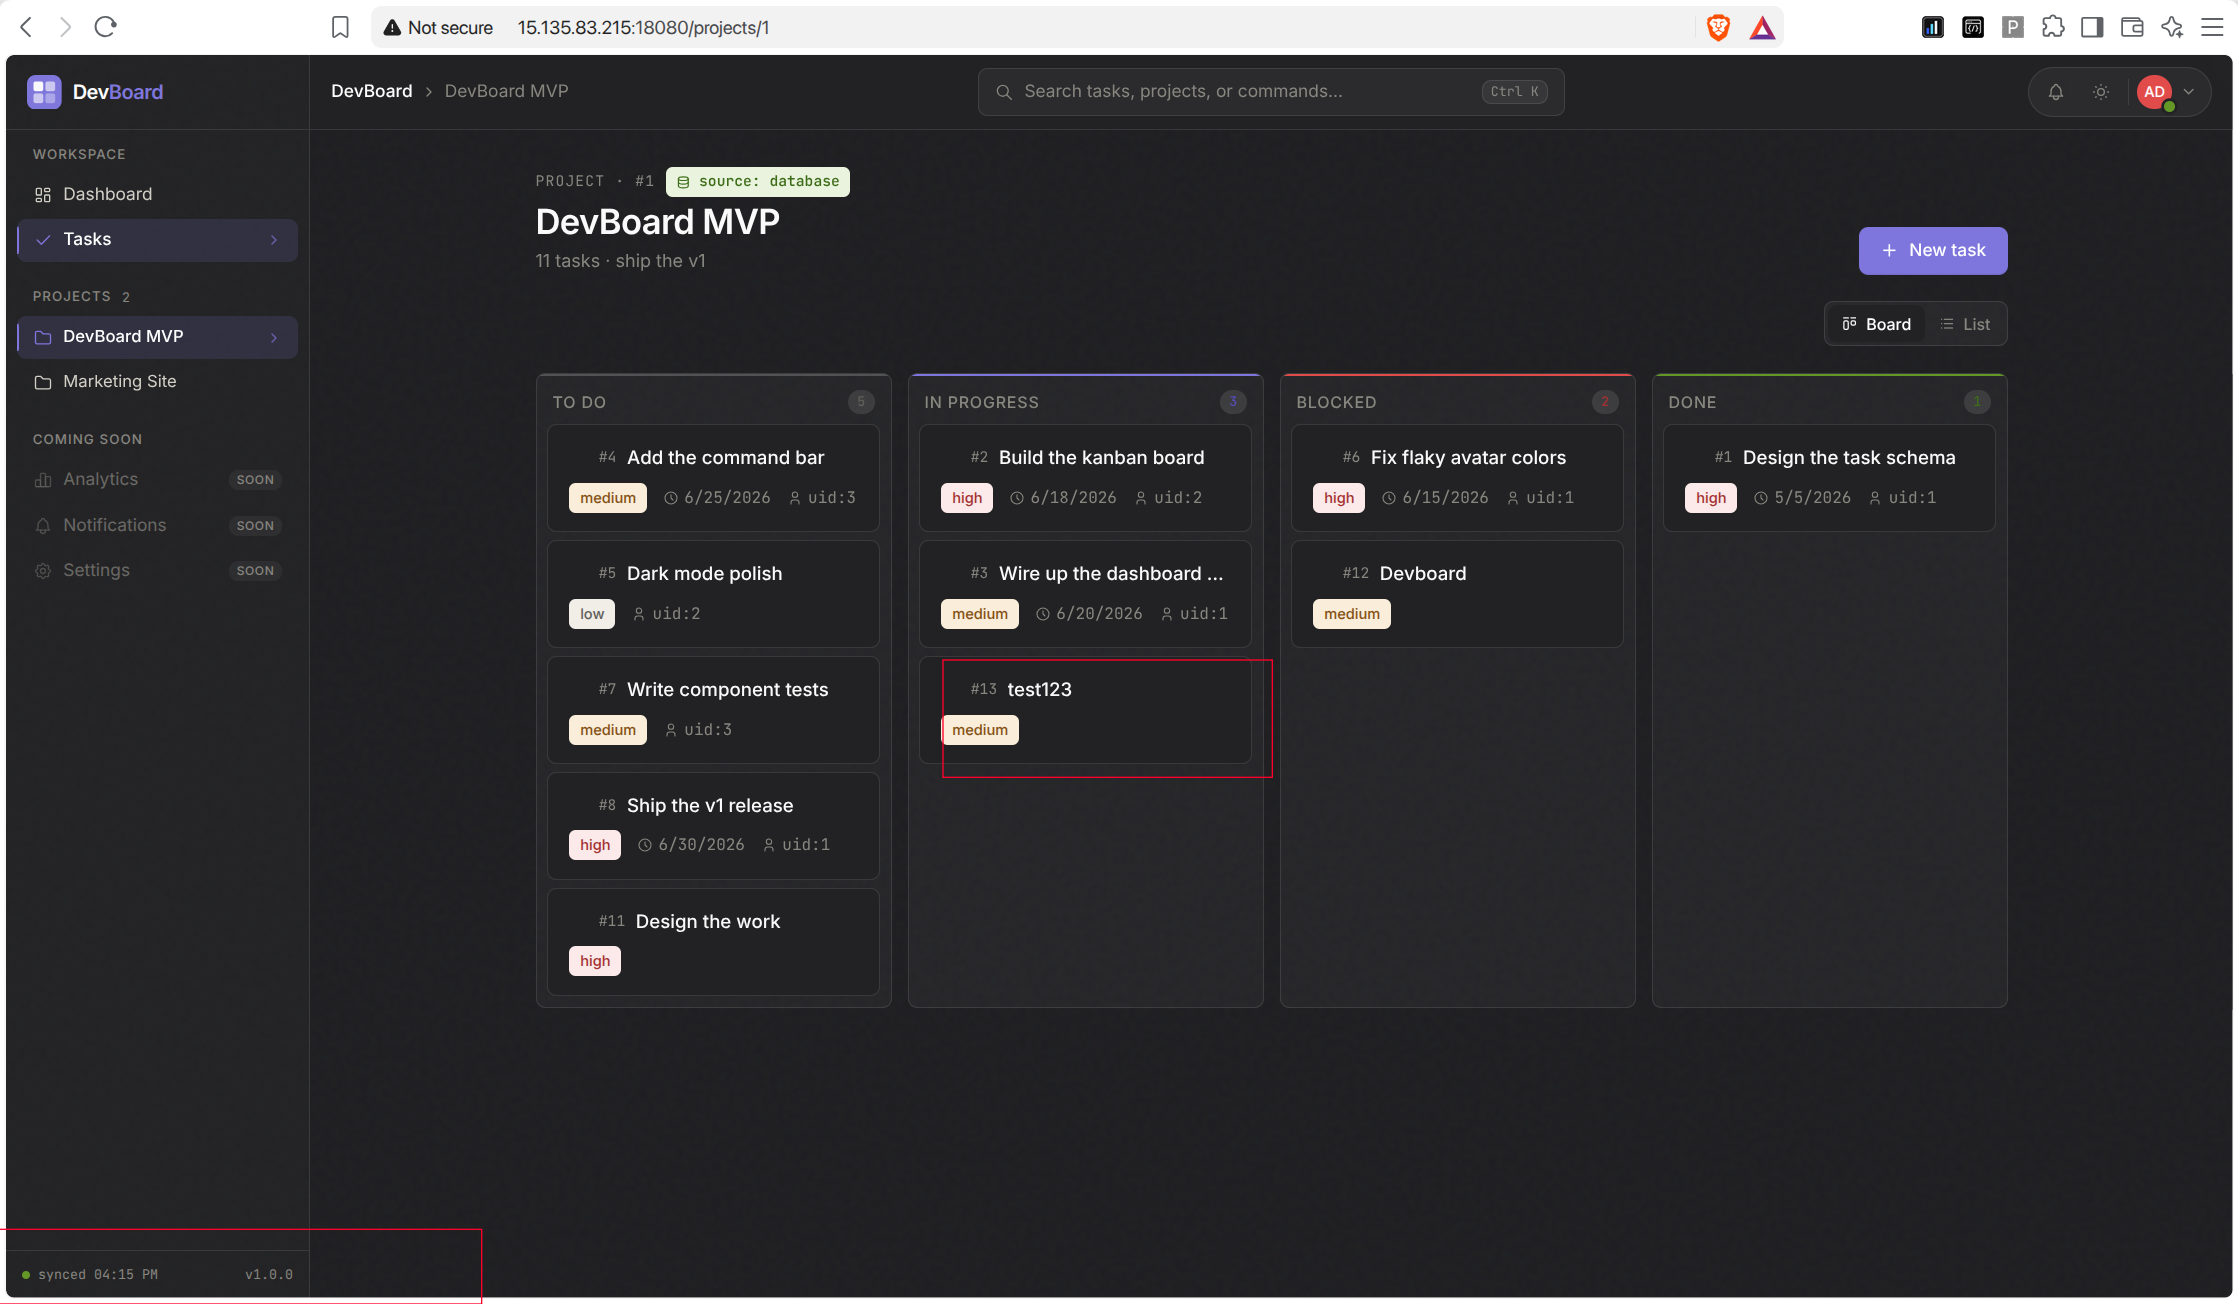 Not secure 15.135.83.215:18080/projects/1
DevBoard
DevBoard › DevBoard MVP
Search tasks, projects, or commands...
Ctrl K
AD
WORKSPACE
Dashboard
Tasks
PROJECTS 2
DevBoard MVP
Marketing Site
COMING SOON
Analytics SOON
Notifications SOON
Settings SOON
PROJECT · #1 source: database
DevBoard MVP
11 tasks · ship the v1
+ New task
Board List
TO DO 5
#4 Add the command bar
medium 6/25/2026 uid:3
#5 Dark mode polish
low uid:2
#7 Write component tests
medium uid:3
#8 Ship the v1 release
high 6/30/2026 uid:1
#11 Design the work
high
IN PROGRESS 3
#2 Build the kanban board
high 6/18/2026 uid:2
#3 Wire up the dashboard ...
medium 6/20/2026 uid:1
#13 test123
medium
BLOCKED 2
#6 Fix flaky avatar colors
high 6/15/2026 uid:1
#12 Devboard
medium
DONE 1
#1 Design the task schema
high 5/5/2026 uid:1
synced 04:15 PM v1.0.0